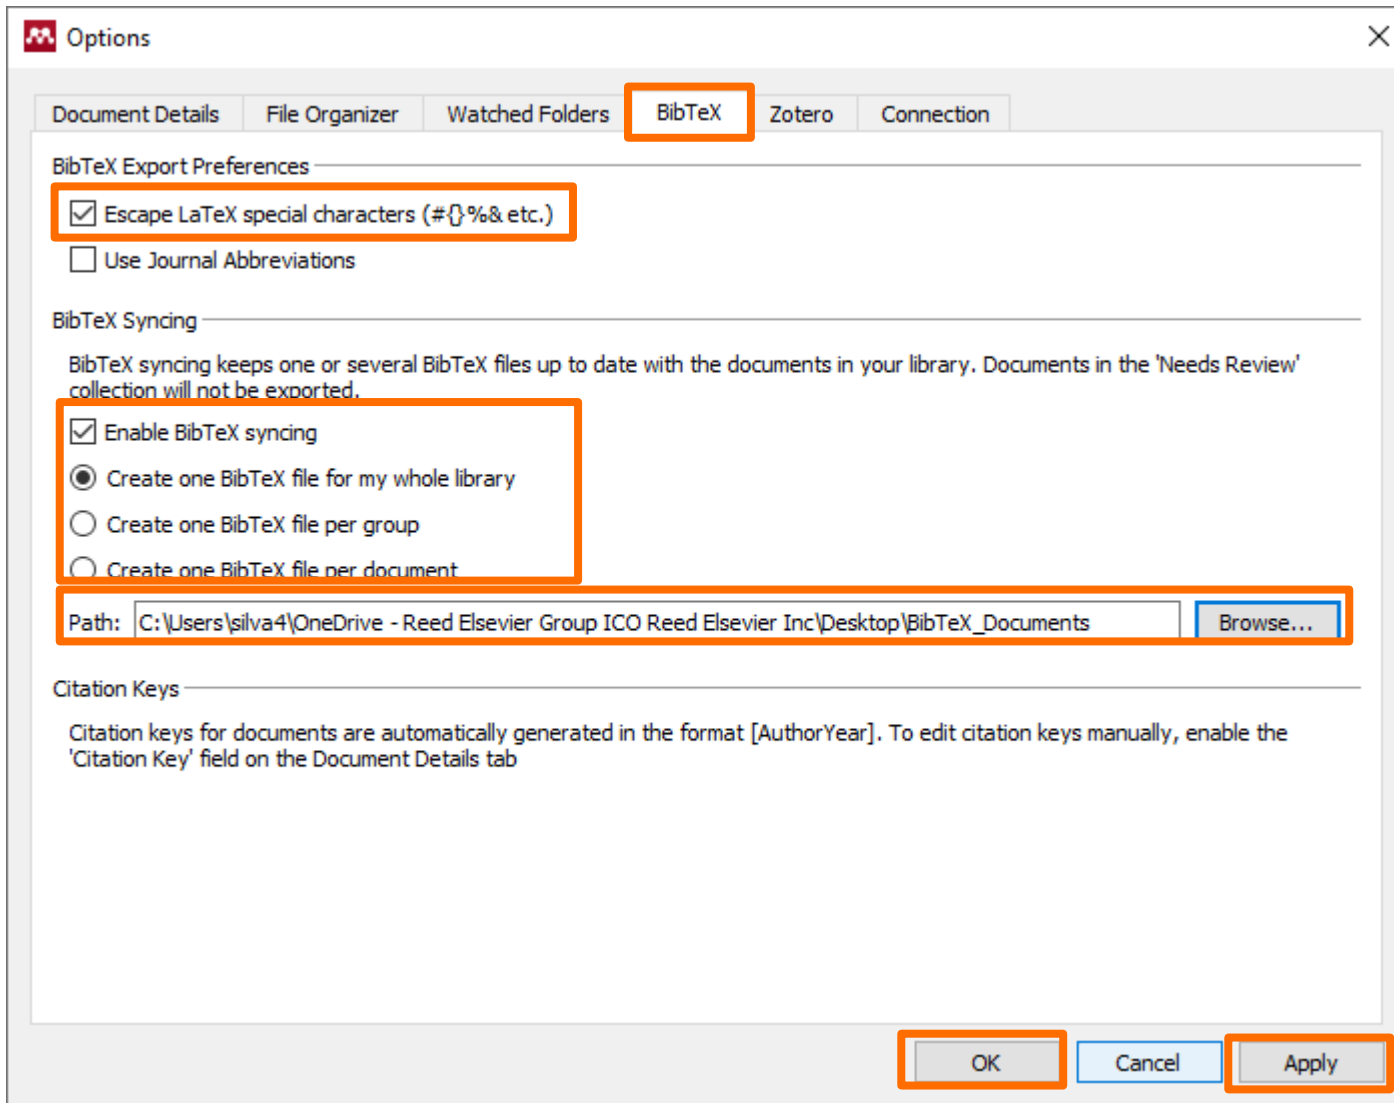 Options
Document Details File Organizer Watched Folders BibTeX Zotero Connection
BibTeX Export Preferences
Escape LaTeX special characters (#{}%& etc.)
Use Journal Abbreviations
BibTeX Syncing
BibTeX syncing keeps one or several BibTeX files up to date with the documents in your library. Documents in the 'Needs Review'
collection will not be exported.
Enable BibTeX syncing
Create one BibTeX file for my whole library
Create one BibTeX file per group
Create one BibTeX file per document
Path: C:\Users\silva4\OneDrive - Reed Elsevier Group ICO Reed Elsevier Inc\Desktop\BibTeX_Documents Browse...
Citation Keys
Citation keys for documents are automatically generated in the format [AuthorYear]. To edit citation keys manually, enable the
'Citation Key' field on the Document Details tab
OK Cancel Apply